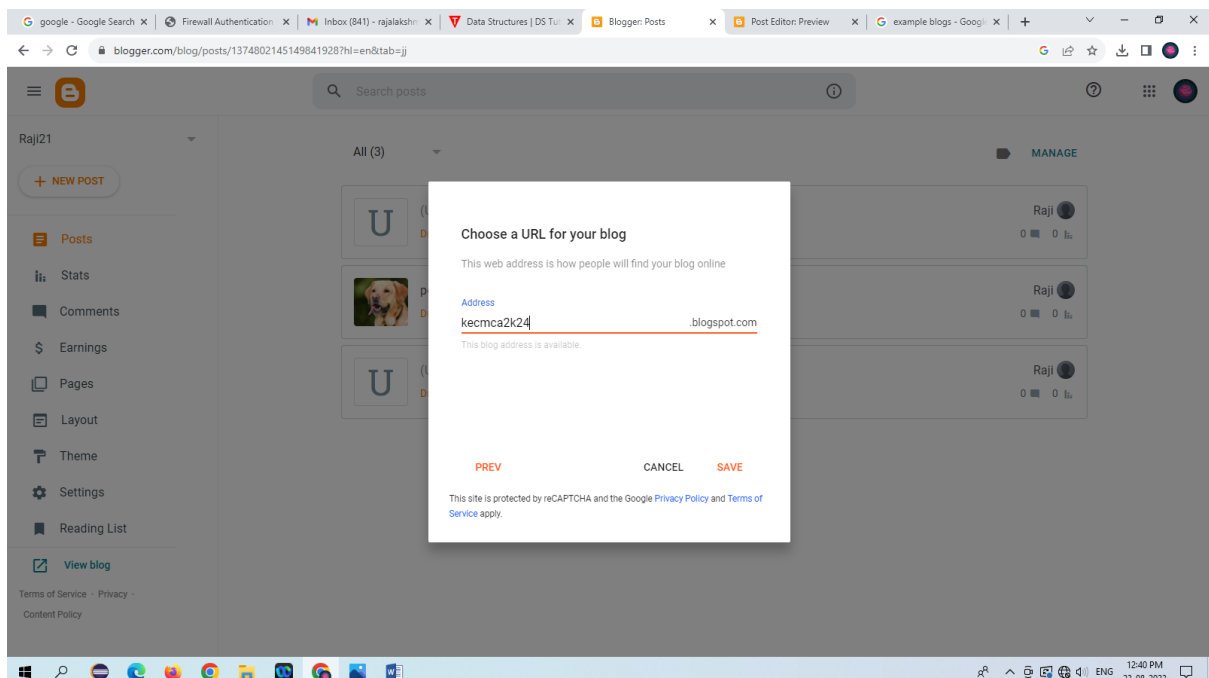 google - Google Search
Firewall Authentication
Inbox (841) - rajalakshm
Data Structures | DS Tut
Blogger: Posts
Post Editor: Preview
example blogs - Googl
blogger.com/blog/posts/1374802145149841928?hl=en&tab=jj
Search posts
Raji21
All (3)
MANAGE
+ NEW POST
(U
Raji
U
D
0 0
Posts
Stats
Comments
Earnings
Pages
Layout
Theme
Settings
Reading List
View blog
Terms of Service · Privacy ·
Content Policy
p
Raji
D
0 0
(U
Raji
U
D
0 0
Choose a URL for your blog
This web address is how people will find your blog online
Address
kecmca2k24 .blogspot.com
This blog address is available.
PREV CANCEL SAVE
This site is protected by reCAPTCHA and the Google Privacy Policy and Terms of
Service apply.
ENG
12:40 PM